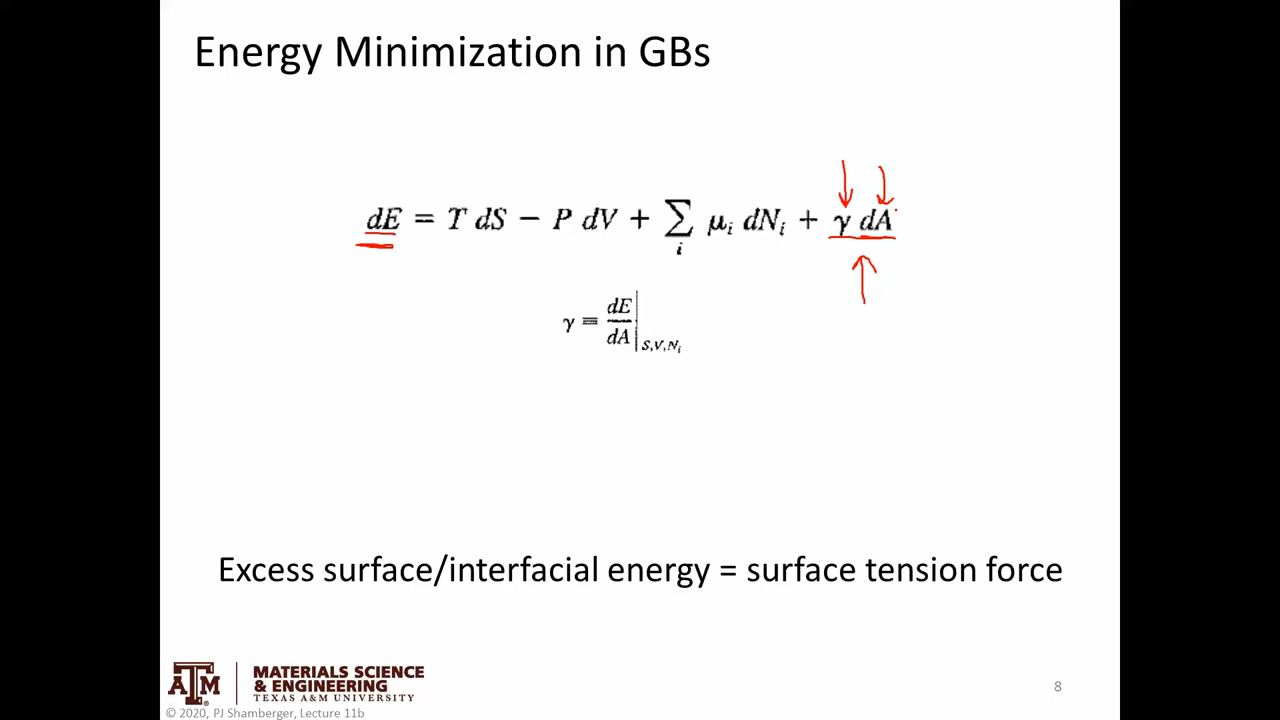 Energy Minimization in GBs
dE = T dS − P dV + ∑ᵢ μᵢ dNᵢ + γ dA
γ = dE/dA |S,V,Nᵢ
Excess surface/interfacial energy = surface tension force
ATM
MATERIALS SCIENCE
& ENGINEERING
TEXAS A&M UNIVERSITY
© 2020, PJ Shamberger, Lecture 11b
8